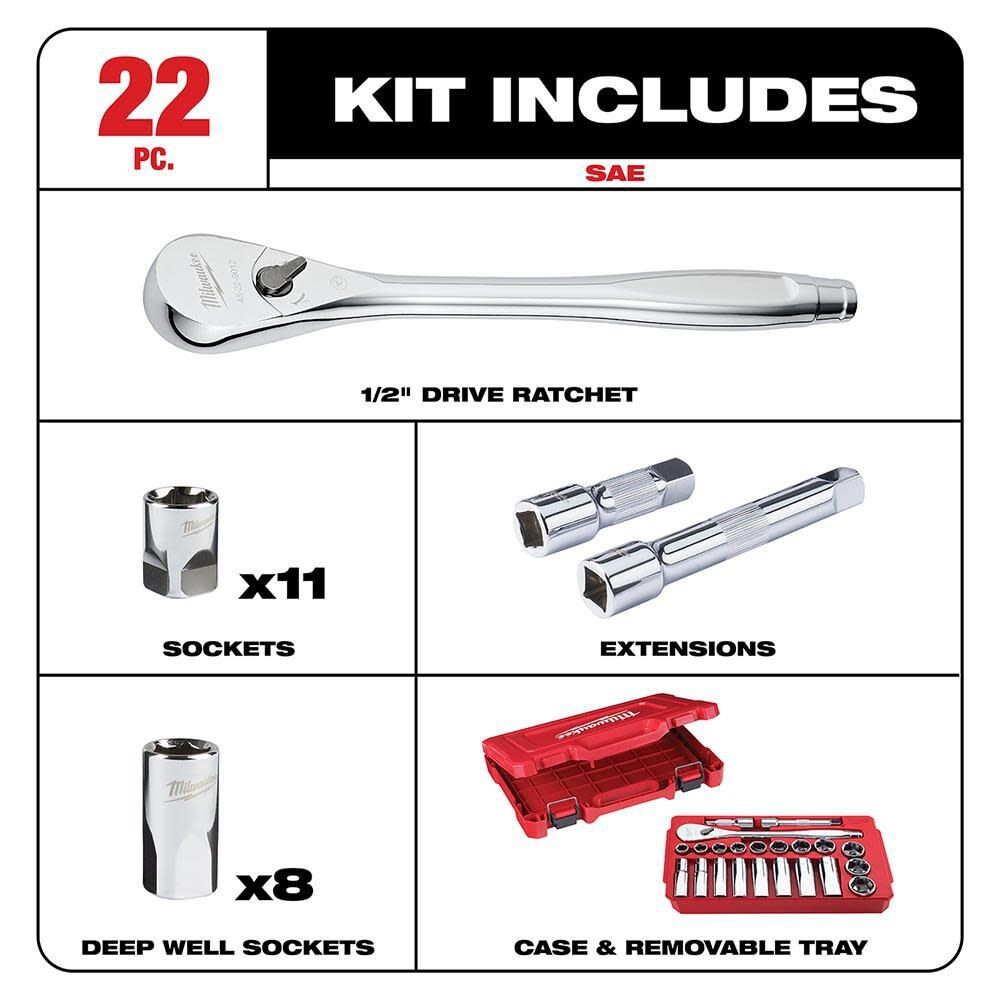 22
PC.
KIT INCLUDES
SAE
Milwaukee
48-22-9012
1/2" DRIVE RATCHET
Milwaukee
x11
SOCKETS
EXTENSIONS
Milwaukee
x8
DEEP WELL SOCKETS
Milwaukee
CASE & REMOVABLE TRAY